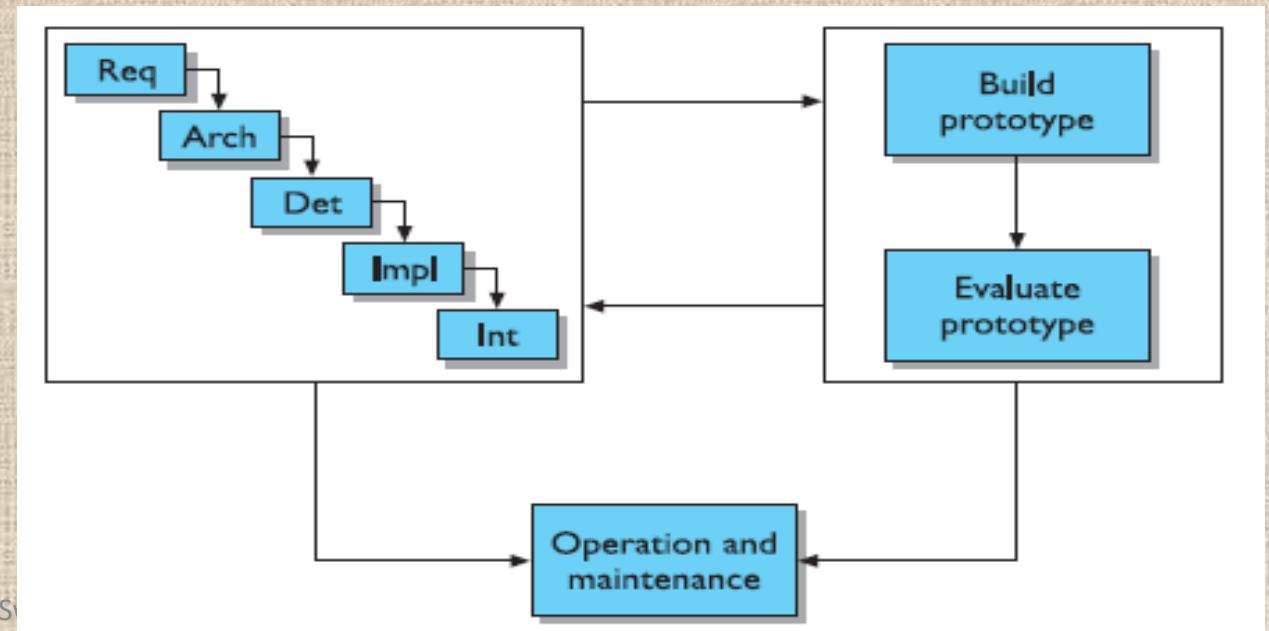 Req
Arch
Det
Impl
Int
Build
prototype
Evaluate
prototype
Operation and
maintenance